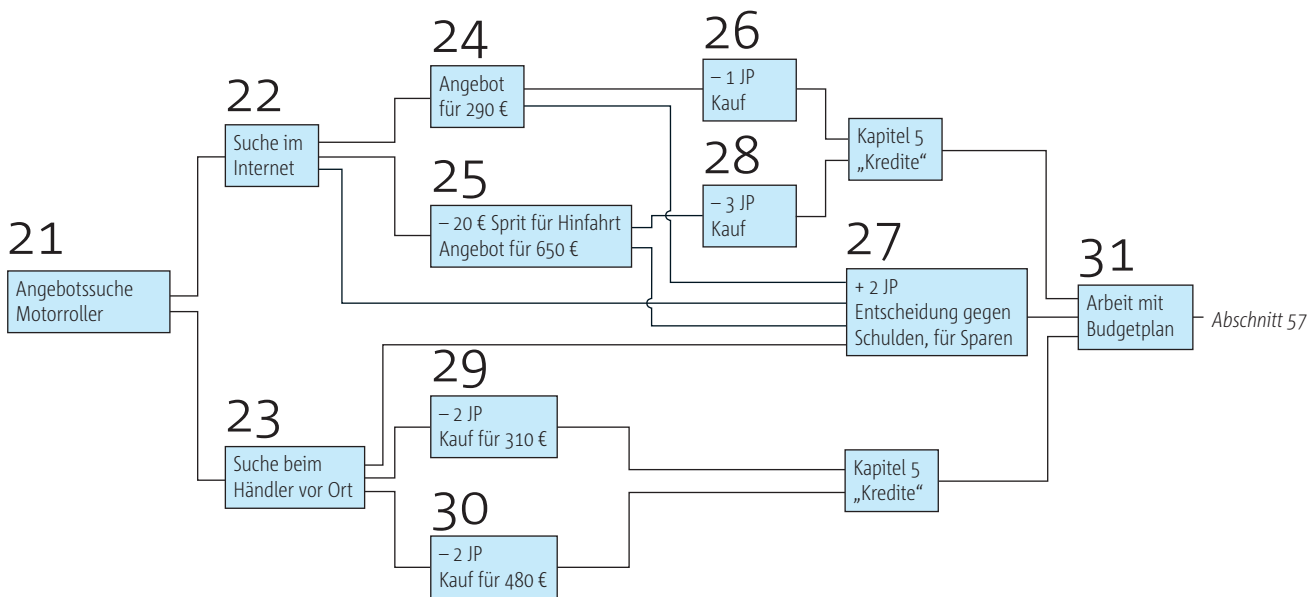 21
Angebotssuche
Motorroller
22
Suche im
Internet
23
Suche beim
Händler vor Ort
24
Angebot
für 290 €
25
– 20 € Sprit für Hinfahrt
Angebot für 650 €
26
– 1 JP
Kauf
28
– 3 JP
Kauf
Kapitel 5
„Kredite“
27
+ 2 JP
Entscheidung gegen
Schulden, für Sparen
29
– 2 JP
Kauf für 310 €
30
– 2 JP
Kauf für 480 €
Kapitel 5
„Kredite“
31
Arbeit mit
Budgetplan
Abschnitt 57